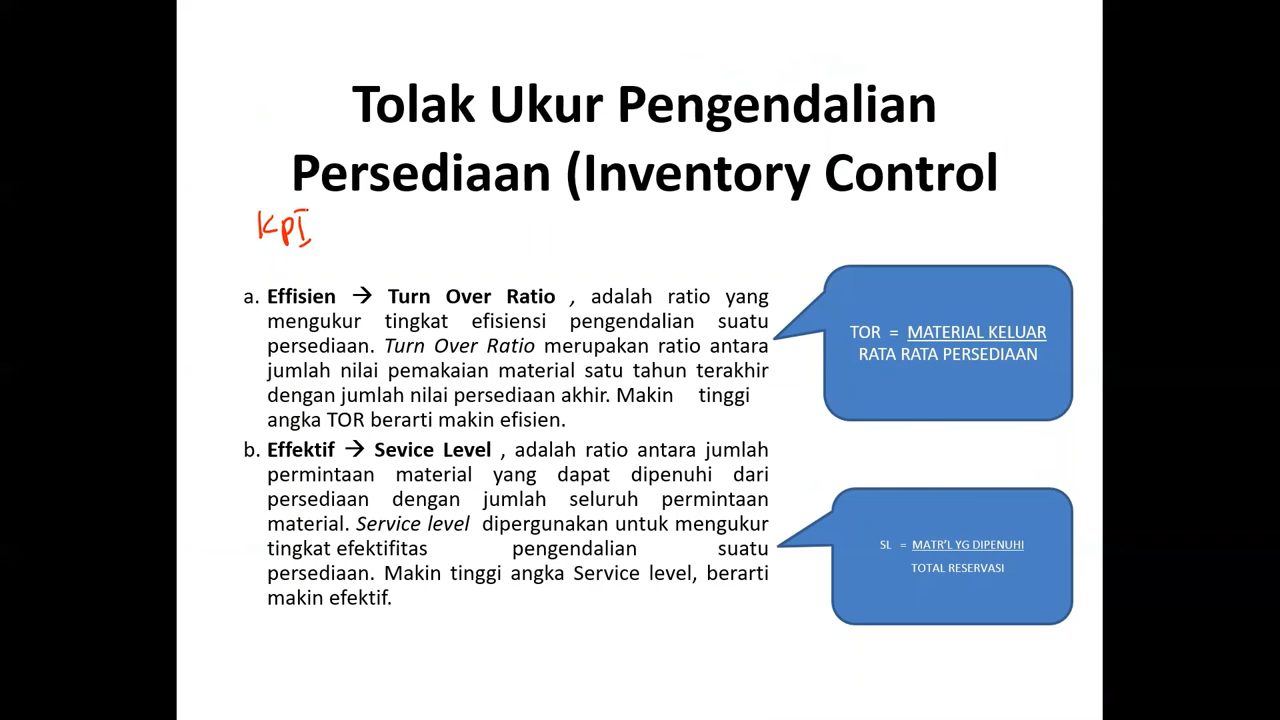 Tolak Ukur Pengendalian
Persediaan (Inventory Control
KPI
a. Effisien → Turn Over Ratio , adalah ratio yang
mengukur tingkat efisiensi pengendalian suatu
persediaan. Turn Over Ratio merupakan ratio antara
jumlah nilai pemakaian material satu tahun terakhir
dengan jumlah nilai persediaan akhir. Makin tinggi
angka TOR berarti makin efisien.
b. Effektif → Sevice Level , adalah ratio antara jumlah
permintaan material yang dapat dipenuhi dari
persediaan dengan jumlah seluruh permintaan
material. Service level dipergunakan untuk mengukur
tingkat efektifitas pengendalian suatu
persediaan. Makin tinggi angka Service level, berarti
makin efektif.
TOR = MATERIAL KELUAR
RATA RATA PERSEDIAAN
SL = MATR'L YG DIPENUHI
TOTAL RESERVASI